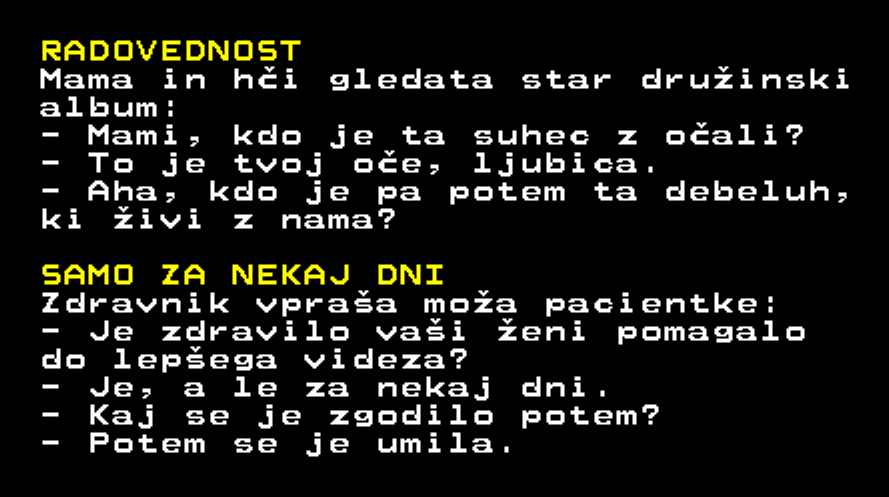 RADOVEDNOST
Mama in hči gledata star družinski
album:
- Mami, kdo je ta suhec z očali?
- To je tvoj oče, ljubica.
- Aha, kdo je pa potem ta debeluh,
ki živi z nama?
SAMO ZA NEKAJ DNI
Zdravnik vpraša moža pacientke:
- Je zdravilo vaši ženi pomagalo
do lepšega videza?
- Je, a le za nekaj dni.
- Kaj se je zgodilo potem?
- Potem se je umila.